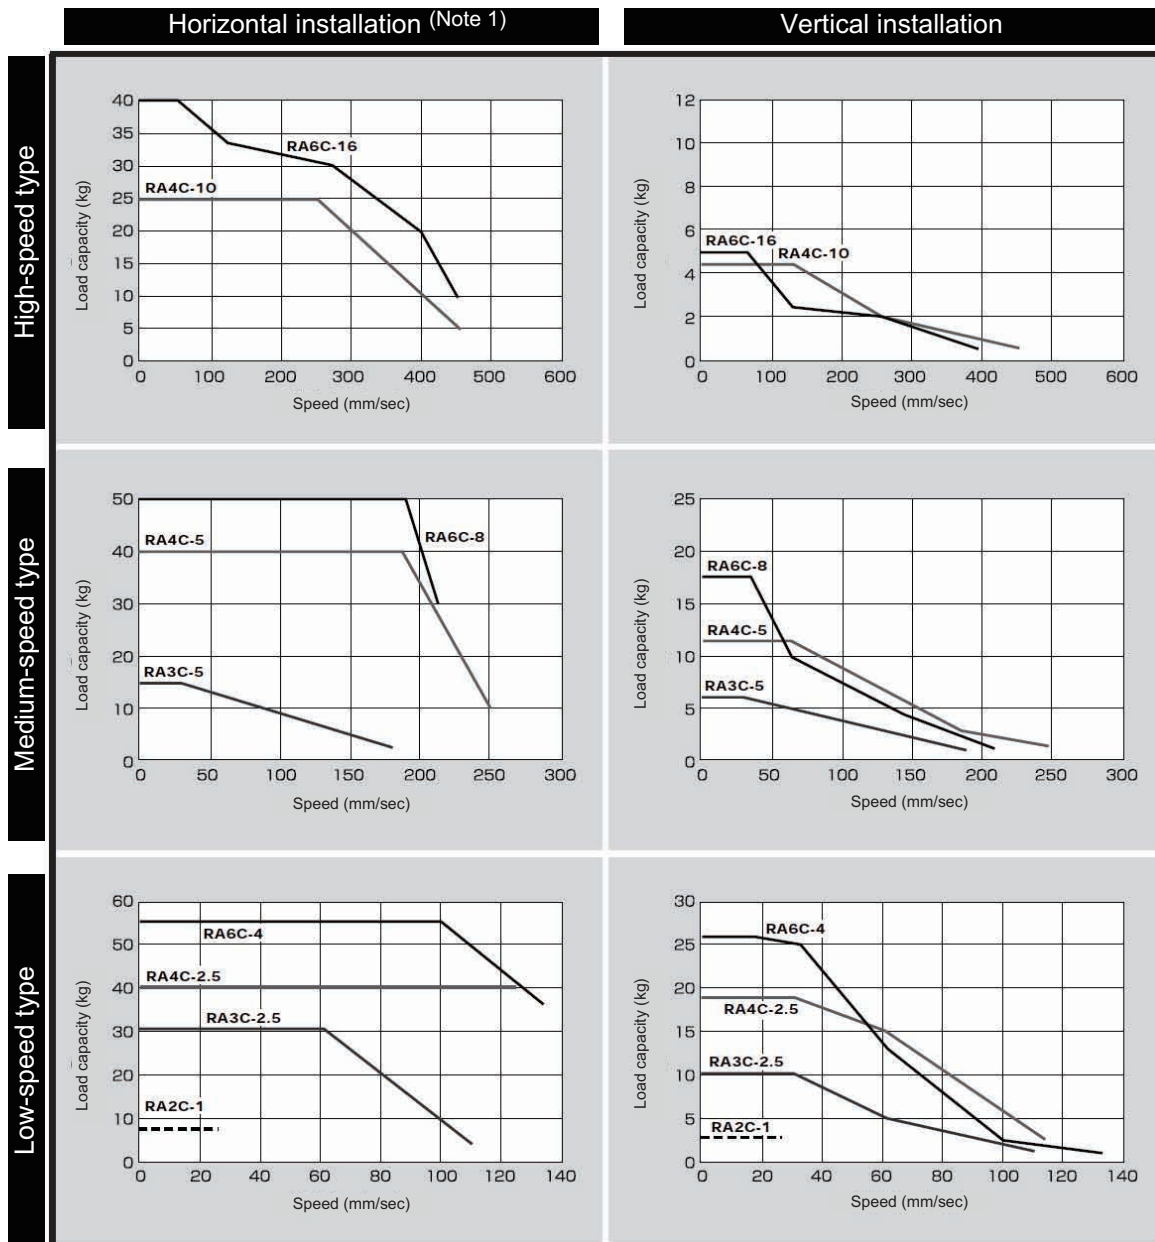 Horizontal installation (Note 1)
Vertical installation
High-speed type
Load capacity (kg)
40
35
30
25
20
15
10
5
0
RA6C-16
RA4C-10
0 100 200 300 400 500 600
Speed (mm/sec)
Load capacity (kg)
12
10
8
6
4
2
0
RA6C-16
RA4C-10
0 100 200 300 400 500 600
Speed (mm/sec)
Medium-speed type
Load capacity (kg)
50
40
30
20
10
0
RA4C-5
RA6C-8
RA3C-5
0 50 100 150 200 250 300
Speed (mm/sec)
Load capacity (kg)
25
20
15
10
5
0
RA6C-8
RA4C-5
RA3C-5
0 50 100 150 200 250 300
Speed (mm/sec)
Low-speed type
Load capacity (kg)
60
50
40
30
20
10
0
RA6C-4
RA4C-2.5
RA3C-2.5
RA2C-1
0 20 40 60 80 100 120 140
Speed (mm/sec)
Load capacity (kg)
30
25
20
15
10
5
0
RA6C-4
RA4C-2.5
RA3C-2.5
RA2C-1
0 20 40 60 80 100 120 140
Speed (mm/sec)